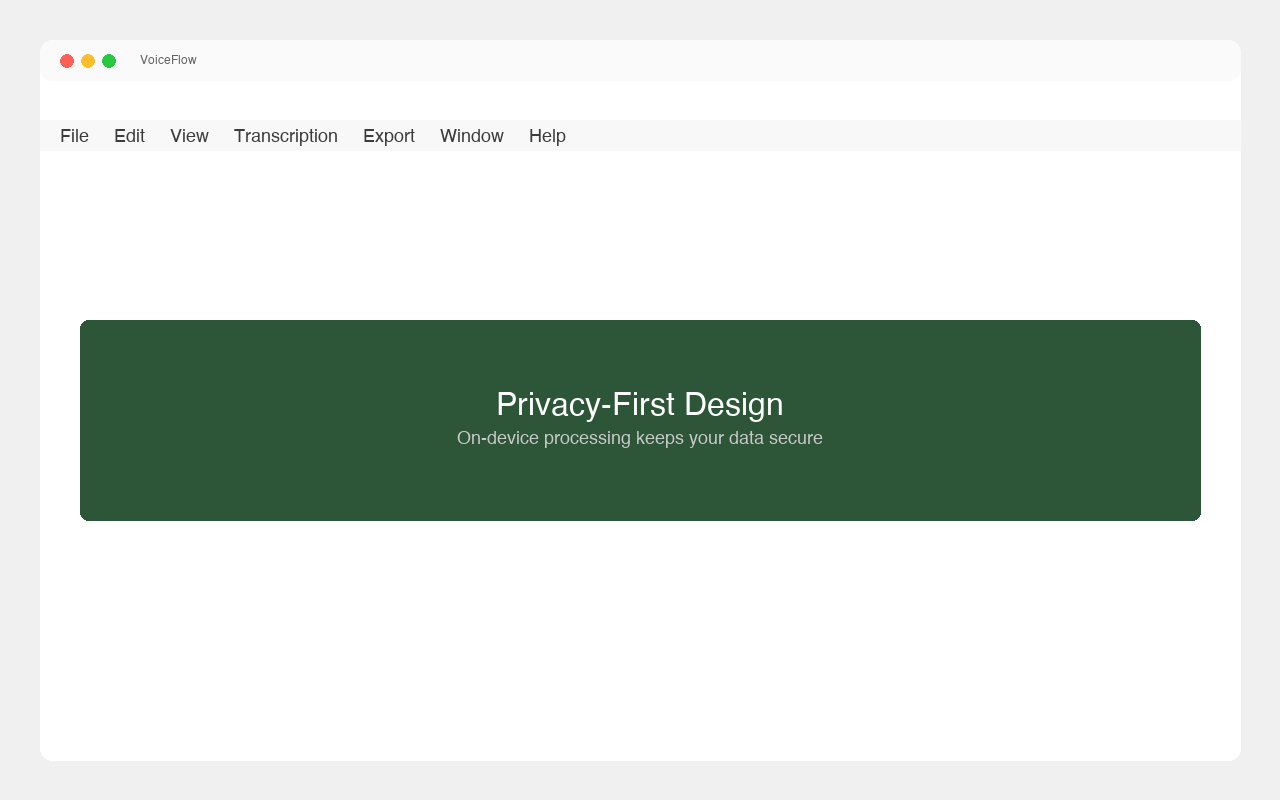 VoiceFlow
File Edit View Transcription Export Window Help
Privacy-First Design
On-device processing keeps your data secure